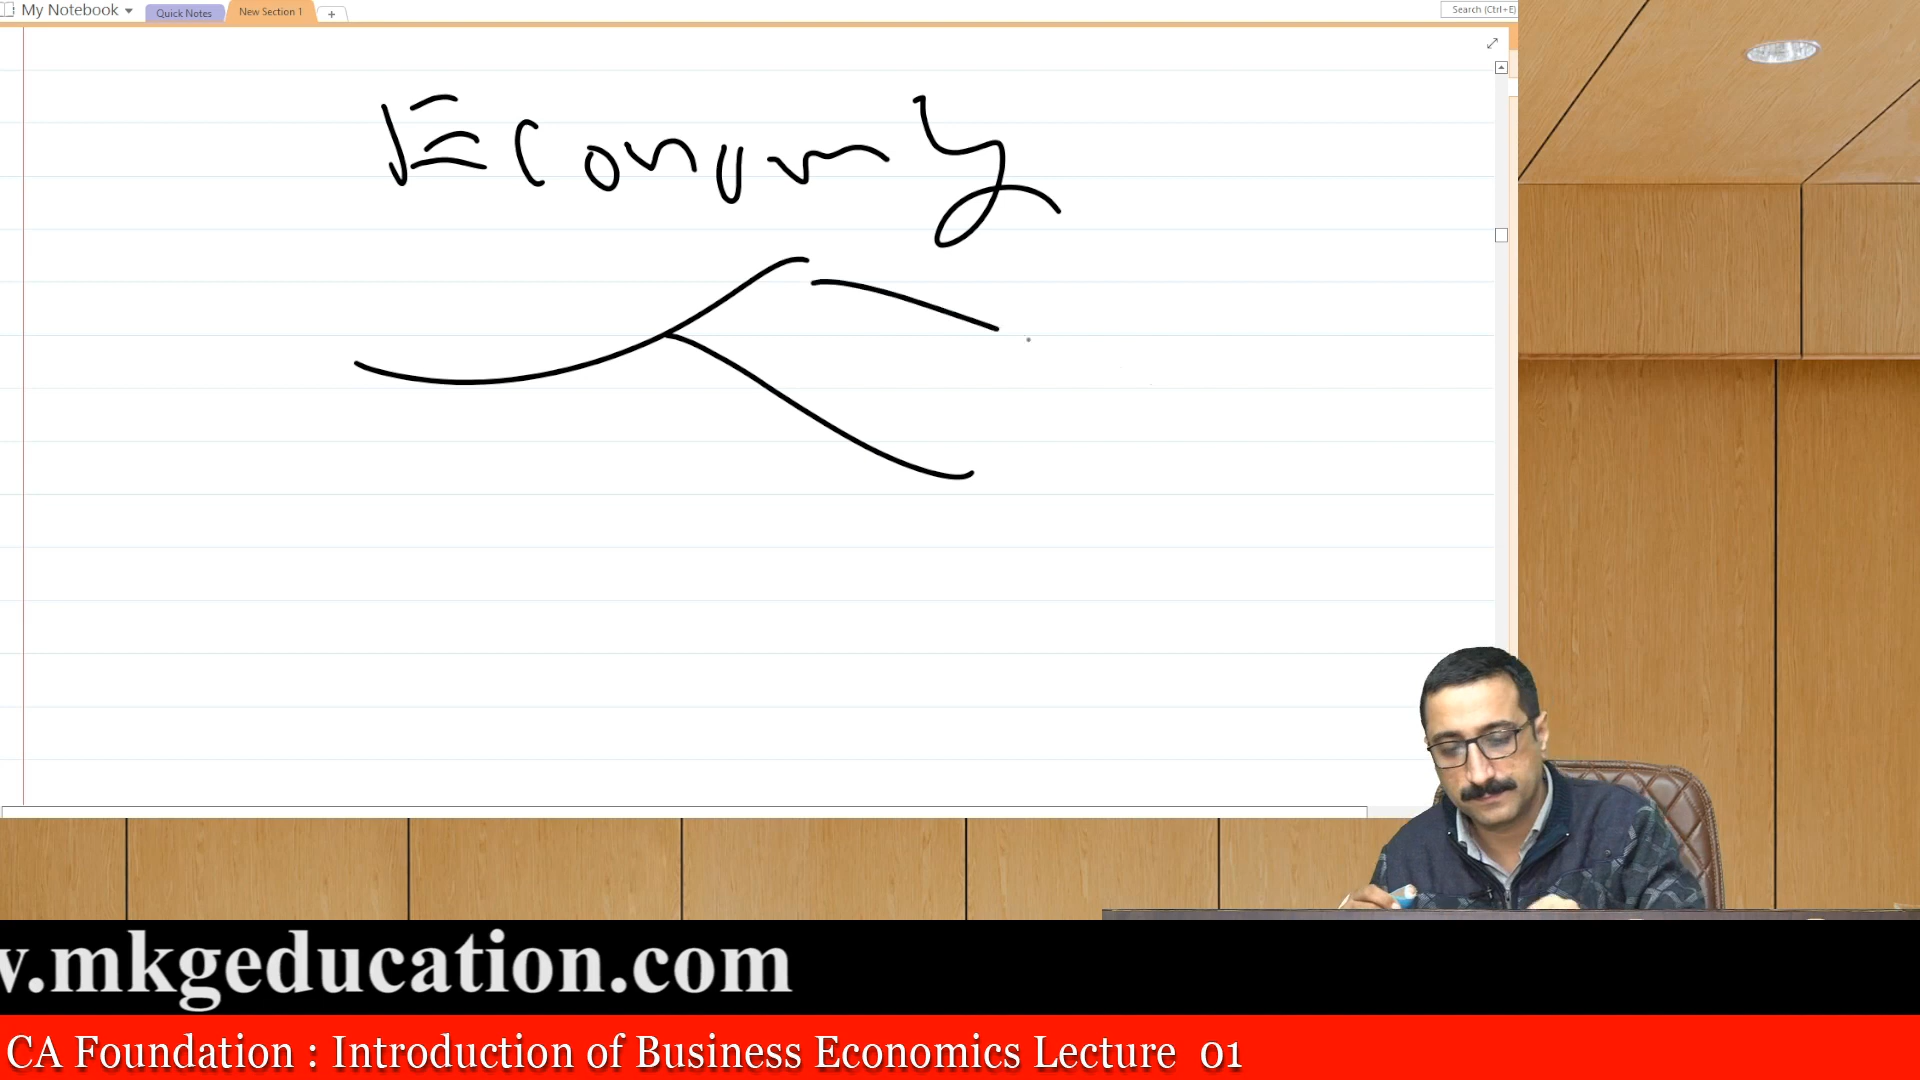 My Notebook
Quick Notes
New Section 1
+
Search (Ctrl+E)
Economy
.mkgeducation.com
CA Foundation : Introduction of Business Economics Lecture 01